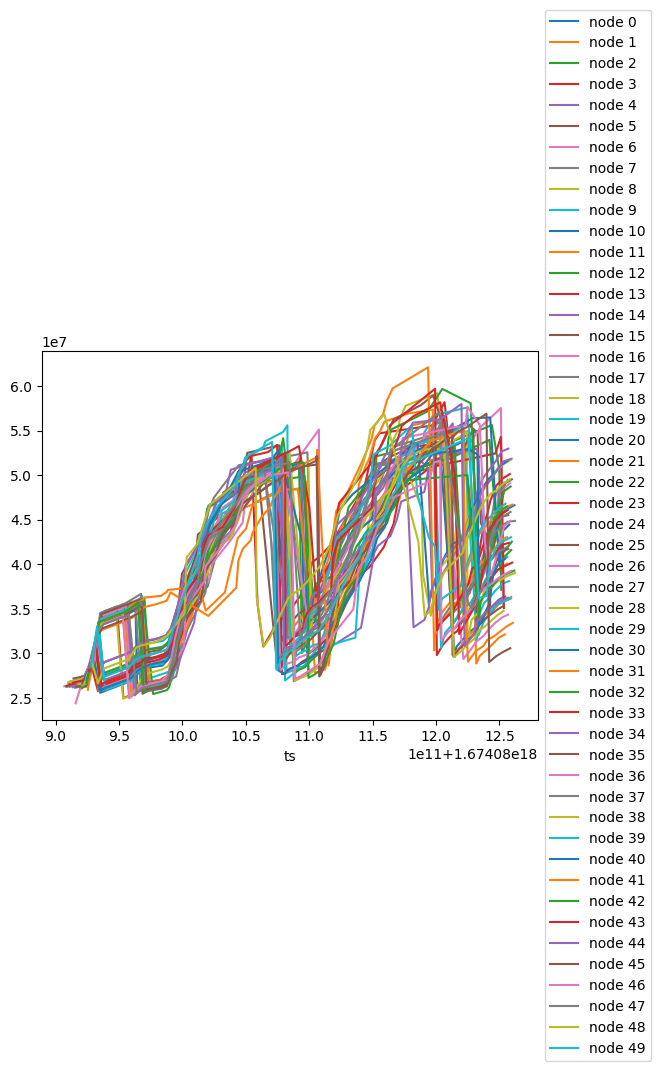 1e7
6.0
5.5
5.0
4.5
4.0
3.5
3.0
2.5
9.0 9.5 10.0 10.5 11.0 11.5 12.0 12.5
ts
1e11+1.67408e18
node 0
node 1
node 2
node 3
node 4
node 5
node 6
node 7
node 8
node 9
node 10
node 11
node 12
node 13
node 14
node 15
node 16
node 17
node 18
node 19
node 20
node 21
node 22
node 23
node 24
node 25
node 26
node 27
node 28
node 29
node 30
node 31
node 32
node 33
node 34
node 35
node 36
node 37
node 38
node 39
node 40
node 41
node 42
node 43
node 44
node 45
node 46
node 47
node 48
node 49